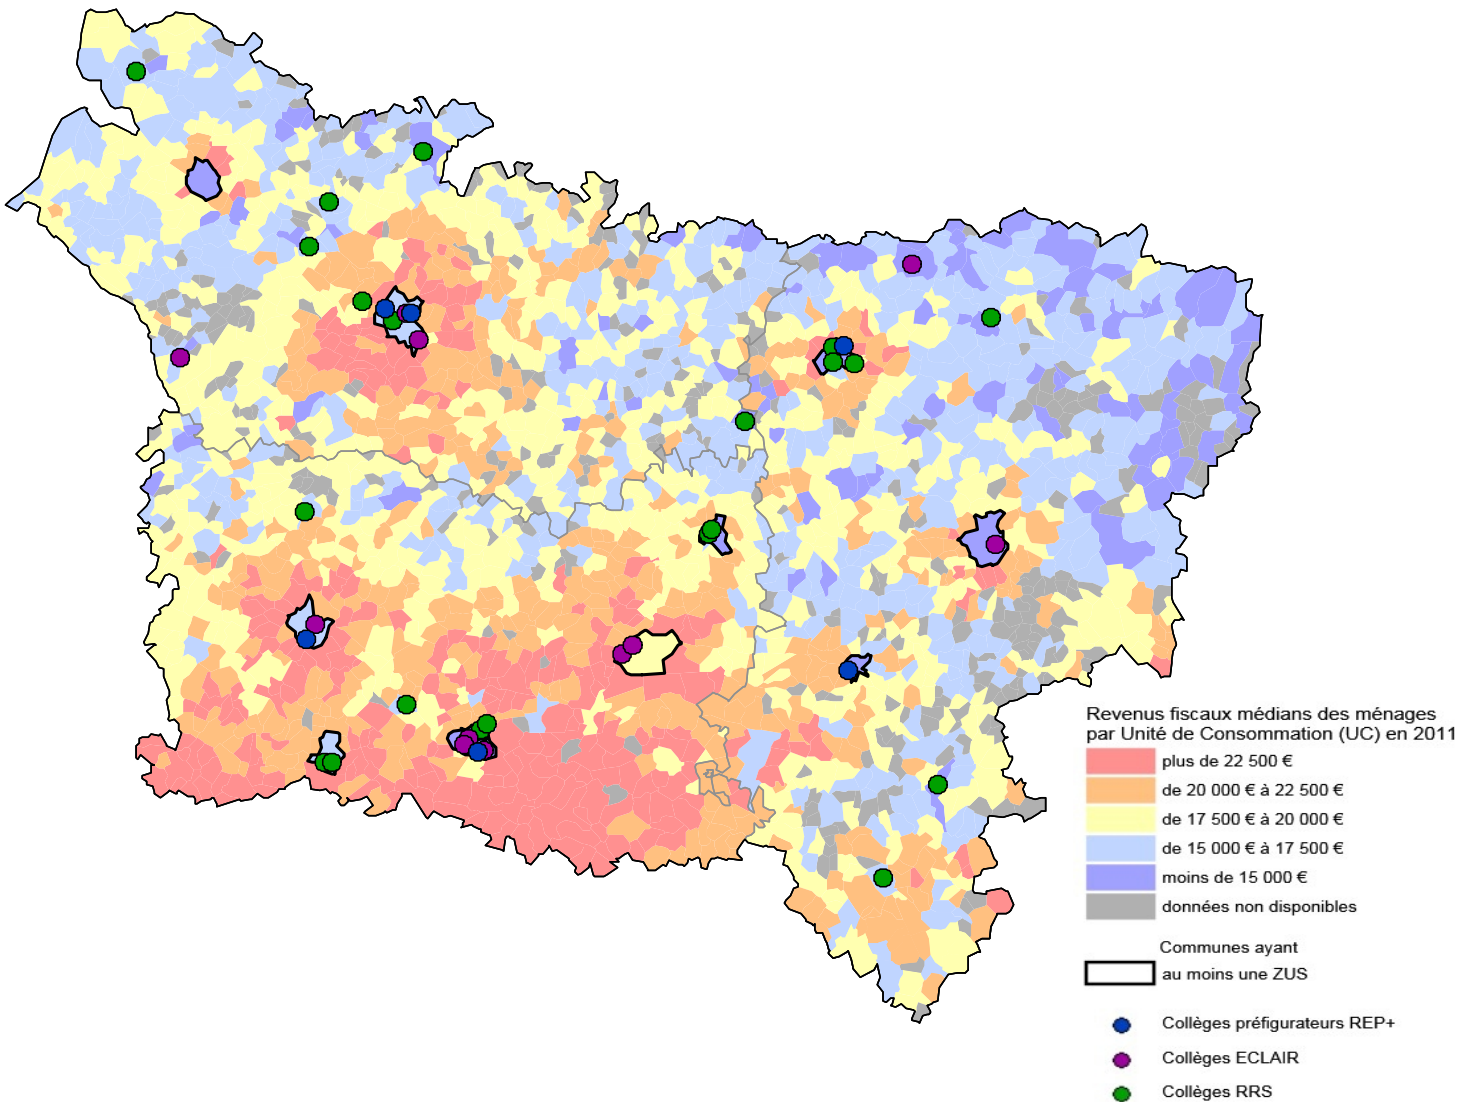 Revenus fiscaux médians des ménages
par Unité de Consommation (UC) en 2011
plus de 22 500 €
de 20 000 € à 22 500 €
de 17 500 € à 20 000 €
de 15 000 € à 17 500 €
moins de 15 000 €
données non disponibles
Communes ayant
au moins une ZUS
Collèges préfigurateurs REP+
Collèges ECLAIR
Collèges RRS